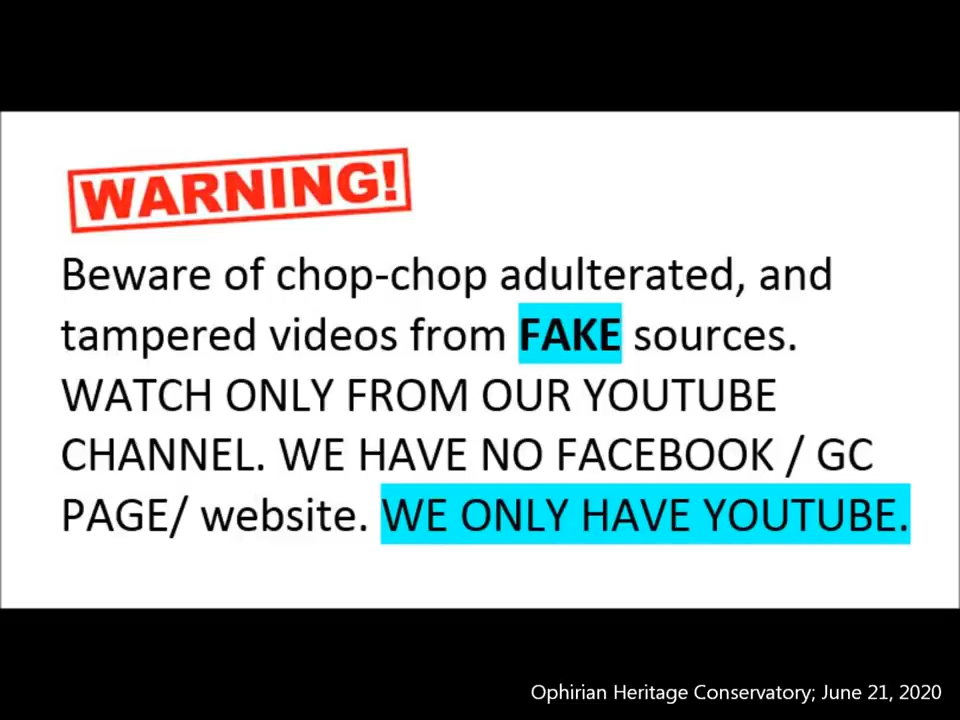 WARNING!
Beware of chop-chop adulterated, and
tampered videos from FAKE sources.
WATCH ONLY FROM OUR YOUTUBE
CHANNEL. WE HAVE NO FACEBOOK / GC
PAGE/ website. WE ONLY HAVE YOUTUBE.
Ophirian Heritage Conservatory; June 21, 2020